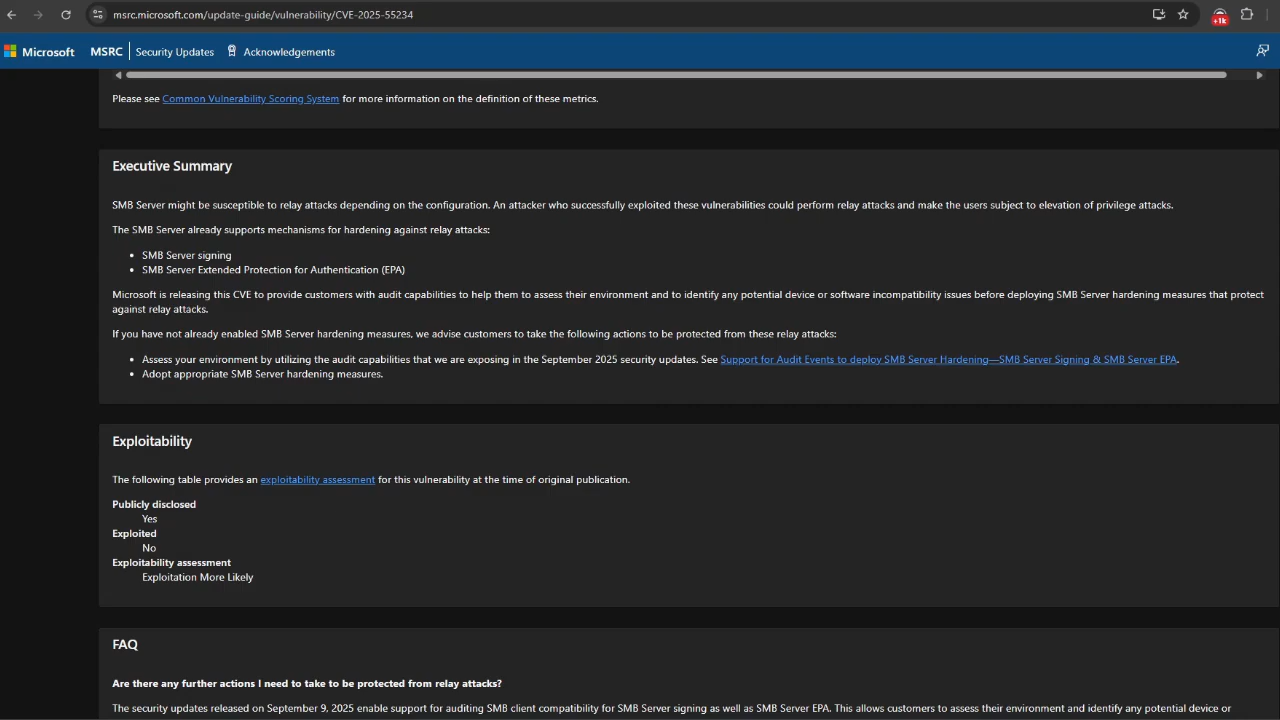 msrc.microsoft.com/update-guide/vulnerability/CVE-2025-55234
+1k
Microsoft MSRC Security Updates Acknowledgements
Please see Common Vulnerability Scoring System for more information on the definition of these metrics.
Executive Summary
SMB Server might be susceptible to relay attacks depending on the configuration. An attacker who successfully exploited these vulnerabilities could perform relay attacks and make the users subject to elevation of privilege attacks.
The SMB Server already supports mechanisms for hardening against relay attacks:
• SMB Server signing
• SMB Server Extended Protection for Authentication (EPA)
Microsoft is releasing this CVE to provide customers with audit capabilities to help them to assess their environment and to identify any potential device or software incompatibility issues before deploying SMB Server hardening measures that protect
against relay attacks.
If you have not already enabled SMB Server hardening measures, we advise customers to take the following actions to be protected from these relay attacks:
• Assess your environment by utilizing the audit capabilities that we are exposing in the September 2025 security updates. See Support for Audit Events to deploy SMB Server Hardening—SMB Server Signing & SMB Server EPA.
• Adopt appropriate SMB Server hardening measures.
Exploitability
The following table provides an exploitability assessment for this vulnerability at the time of original publication.
Publicly disclosed
Yes
Exploited
No
Exploitability assessment
Exploitation More Likely
FAQ
Are there any further actions I need to take to be protected from relay attacks?
The security updates released on September 9, 2025 enable support for auditing SMB client compatibility for SMB Server signing as well as SMB Server EPA. This allows customers to assess their environment and identify any potential device or